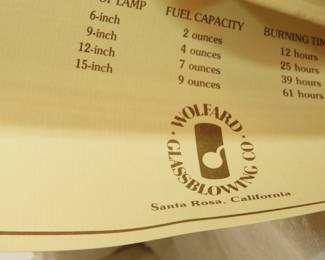 OF LAMP FUEL CAPACITY BURNING TIM
6-inch 2 ounces 12 hours
9-inch 4 ounces 25 hours
12-inch 7 ounces 39 hours
15-inch 9 ounces 61 hours
· WOLFARD ·
GLASSBLOWING CO
Santa Rosa, California